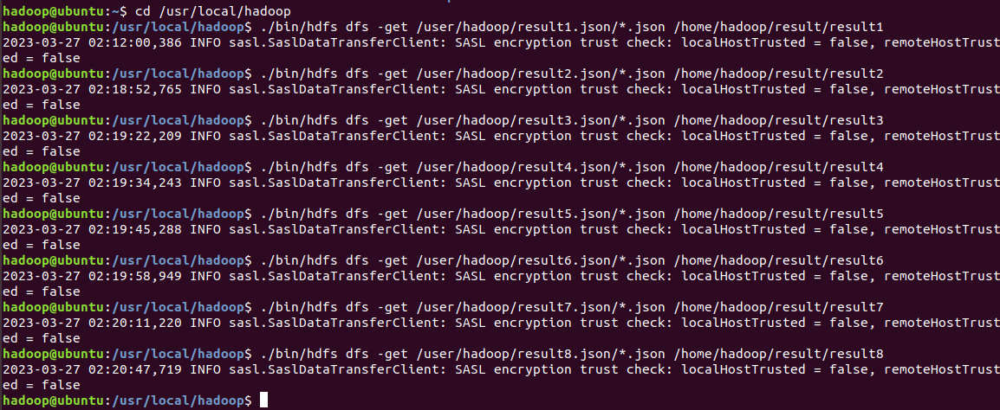 hadoop@ubuntu:~$ cd /usr/local/hadoop
hadoop@ubuntu:/usr/local/hadoop$ ./bin/hdfs dfs -get /user/hadoop/result1.json/*.json /home/hadoop/result/result1
2023-03-27 02:12:00,386 INFO sasl.SaslDataTransferClient: SASL encryption trust check: localHostTrusted = false, remoteHostTrust
ed = false
hadoop@ubuntu:/usr/local/hadoop$ ./bin/hdfs dfs -get /user/hadoop/result2.json/*.json /home/hadoop/result/result2
2023-03-27 02:18:52,765 INFO sasl.SaslDataTransferClient: SASL encryption trust check: localHostTrusted = false, remoteHostTrust
ed = false
hadoop@ubuntu:/usr/local/hadoop$ ./bin/hdfs dfs -get /user/hadoop/result3.json/*.json /home/hadoop/result/result3
2023-03-27 02:19:22,209 INFO sasl.SaslDataTransferClient: SASL encryption trust check: localHostTrusted = false, remoteHostTrust
ed = false
hadoop@ubuntu:/usr/local/hadoop$ ./bin/hdfs dfs -get /user/hadoop/result4.json/*.json /home/hadoop/result/result4
2023-03-27 02:19:34,243 INFO sasl.SaslDataTransferClient: SASL encryption trust check: localHostTrusted = false, remoteHostTrust
ed = false
hadoop@ubuntu:/usr/local/hadoop$ ./bin/hdfs dfs -get /user/hadoop/result5.json/*.json /home/hadoop/result/result5
2023-03-27 02:19:45,288 INFO sasl.SaslDataTransferClient: SASL encryption trust check: localHostTrusted = false, remoteHostTrust
ed = false
hadoop@ubuntu:/usr/local/hadoop$ ./bin/hdfs dfs -get /user/hadoop/result6.json/*.json /home/hadoop/result/result6
2023-03-27 02:19:58,949 INFO sasl.SaslDataTransferClient: SASL encryption trust check: localHostTrusted = false, remoteHostTrust
ed = false
hadoop@ubuntu:/usr/local/hadoop$ ./bin/hdfs dfs -get /user/hadoop/result7.json/*.json /home/hadoop/result/result7
2023-03-27 02:20:11,220 INFO sasl.SaslDataTransferClient: SASL encryption trust check: localHostTrusted = false, remoteHostTrust
ed = false
hadoop@ubuntu:/usr/local/hadoop$ ./bin/hdfs dfs -get /user/hadoop/result8.json/*.json /home/hadoop/result/result8
2023-03-27 02:20:47,719 INFO sasl.SaslDataTransferClient: SASL encryption trust check: localHostTrusted = false, remoteHostTrust
ed = false
hadoop@ubuntu:/usr/local/hadoop$